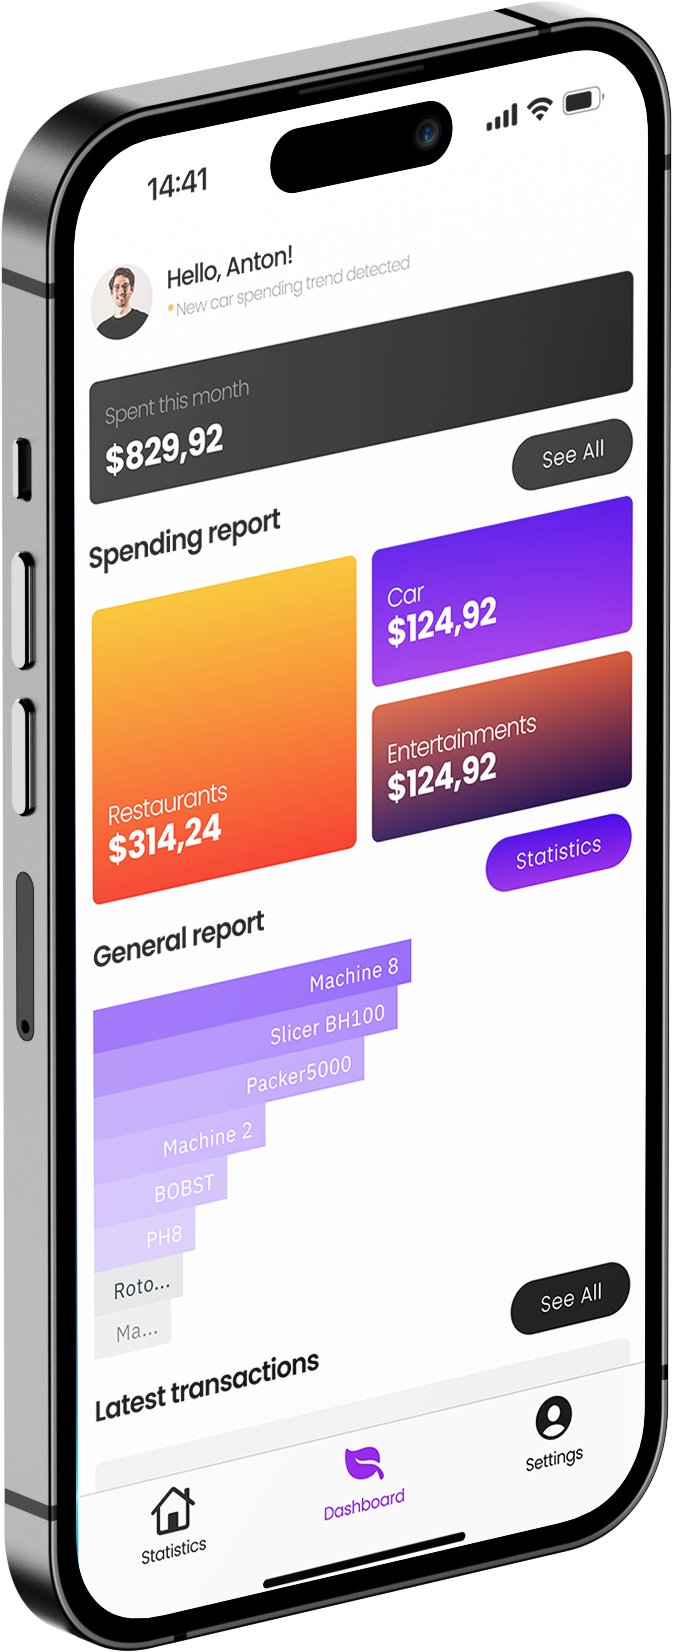 14:41
Hello, Anton!
*New car spending trend detected
Spent this month
$829,92
See All
Spending report
Car
$124,92
Restaurants
$314,24
Entertainments
$124,92
Statistics
General report
Machine 8
Slicer BH100
Packer5000
Machine 2
BOBST
PH8
Roto...
Ma...
See All
Latest transactions
Statistics
Dashboard
Settings